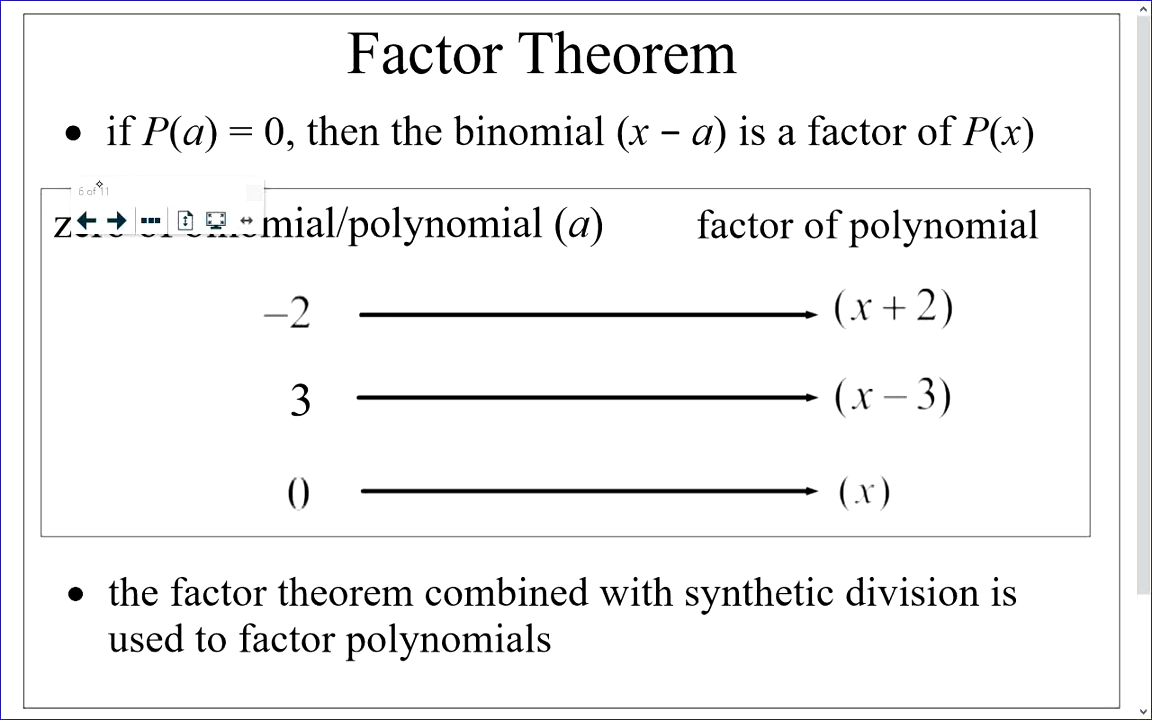 Factor Theorem
• if P(a) = 0, then the binomial (x − a) is a factor of P(x)
6 of 11
mial/polynomial (a) factor of polynomial
−2 (x + 2)
3 (x − 3)
0 (x)
• the factor theorem combined with synthetic division is
used to factor polynomials